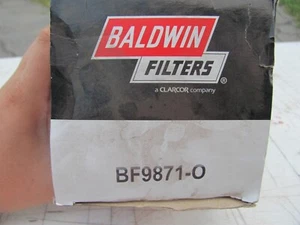 BALDWIN
FILTERS®
a CLARCOR company
BF9871-O